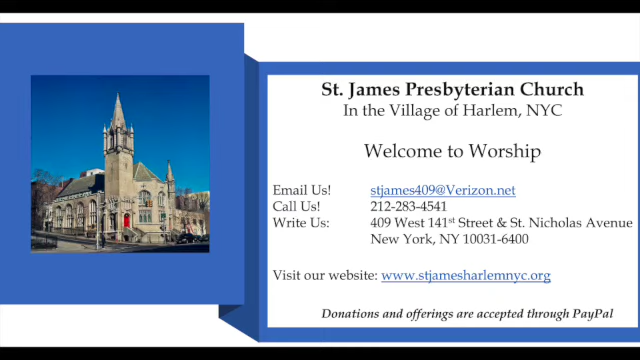 St. James Presbyterian Church
In the Village of Harlem, NYC
Welcome to Worship
Email Us! stjames409@Verizon.net
Call Us! 212-283-4541
Write Us: 409 West 141st Street & St. Nicholas Avenue
New York, NY 10031-6400
Visit our website: www.stjamesharlemnyc.org
Donations and offerings are accepted through PayPal